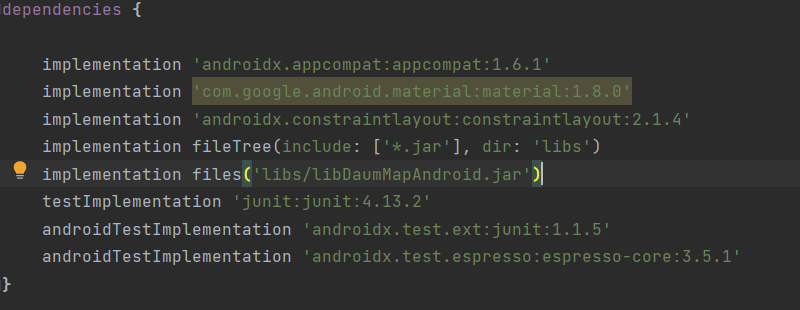 dependencies {
implementation 'androidx.appcompat:appcompat:1.6.1'
implementation 'com.google.android.material:material:1.8.0'
implementation 'androidx.constraintlayout:constraintlayout:2.1.4'
implementation fileTree(include: ['*.jar'], dir: 'libs')
implementation files('libs/libDaumMapAndroid.jar')
testImplementation 'junit:junit:4.13.2'
androidTestImplementation 'androidx.test.ext:junit:1.1.5'
androidTestImplementation 'androidx.test.espresso:espresso-core:3.5.1'
}